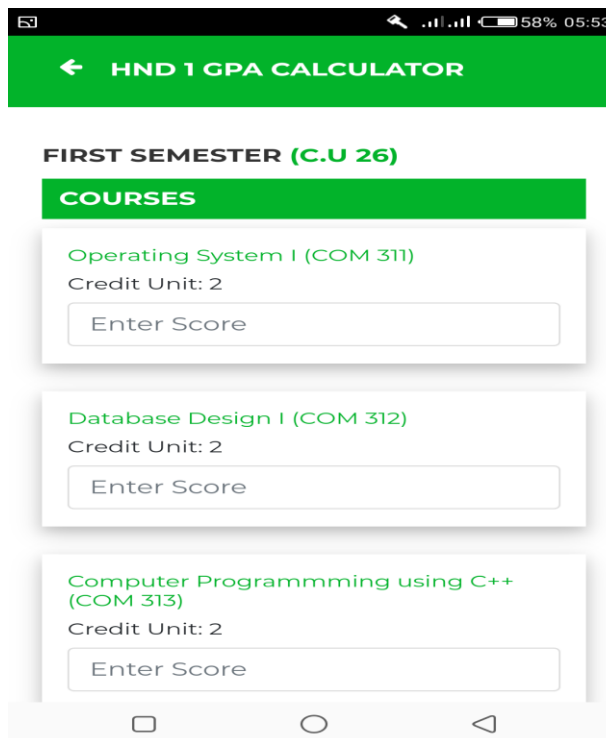 58% 05:53
HND 1 GPA CALCULATOR
FIRST SEMESTER (C.U 26)
COURSES
Operating System I (COM 311)
Credit Unit: 2
Enter Score
Database Design I (COM 312)
Credit Unit: 2
Enter Score
Computer Programmming using C++
(COM 313)
Credit Unit: 2
Enter Score